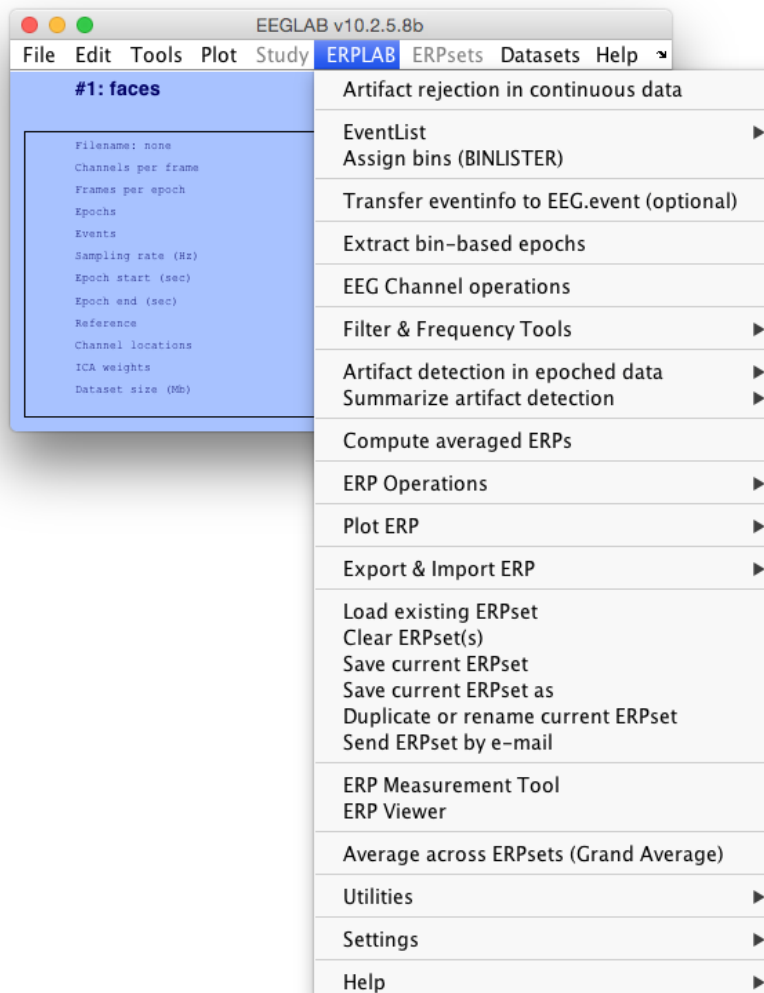 EEGLAB v10.2.5.8b
File Edit Tools Plot Study ERPLAB ERPsets Datasets Help
#1: faces
Filename: none
Channels per frame
Frames per epoch
Epochs
Events
Sampling rate (Hz)
Epoch start (sec)
Epoch end (sec)
Reference
Channel locations
ICA weights
Dataset size (Mb)
Artifact rejection in continuous data
EventList
Assign bins (BINLISTER)
Transfer eventinfo to EEG.event (optional)
Extract bin-based epochs
EEG Channel operations
Filter & Frequency Tools
Artifact detection in epoched data
Summarize artifact detection
Compute averaged ERPs
ERP Operations
Plot ERP
Export & Import ERP
Load existing ERPset
Clear ERPset(s)
Save current ERPset
Save current ERPset as
Duplicate or rename current ERPset
Send ERPset by e-mail
ERP Measurement Tool
ERP Viewer
Average across ERPsets (Grand Average)
Utilities
Settings
Help